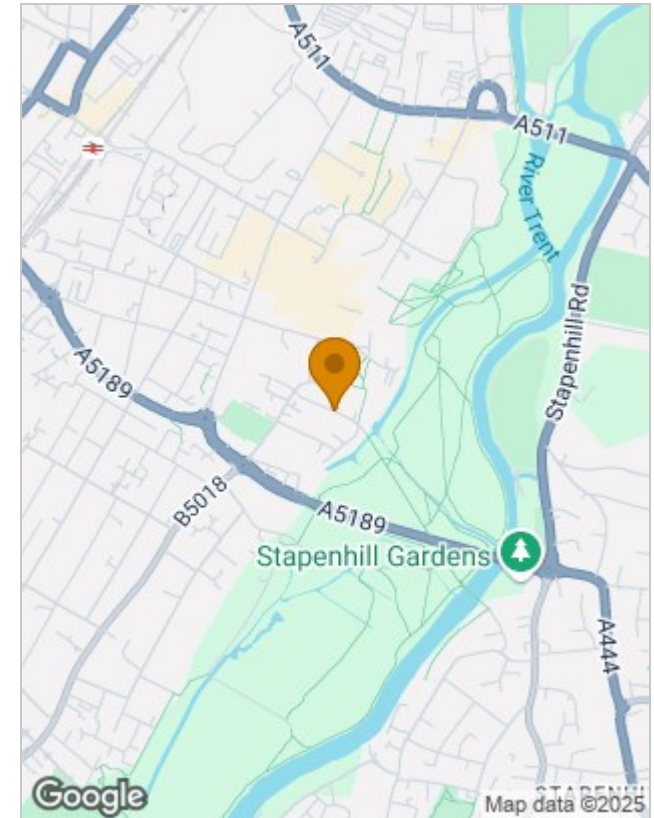 A511
A511
River Trent
Stapenhill Rd
A5189
B5018
A5189
Stapenhill Gardens
A444
Google
Map data ©2025